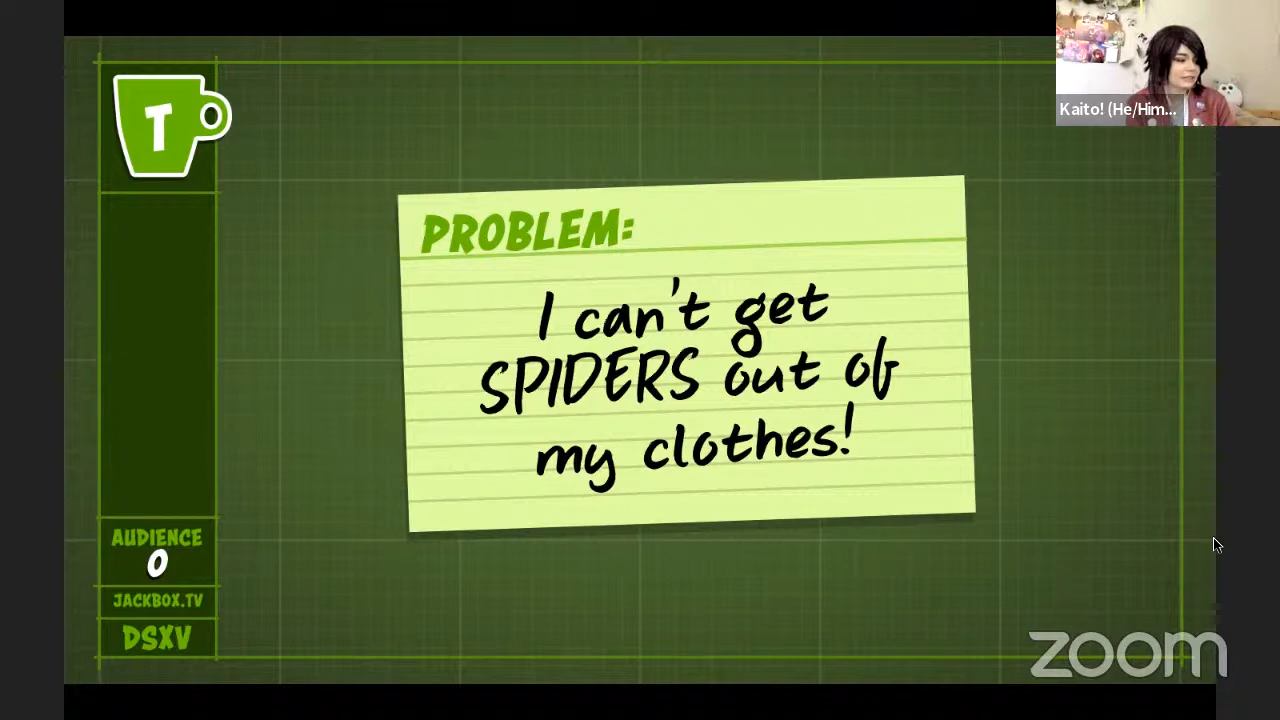 T
Kaito! (He/Him...
PROBLEM:
I can't get
SPIDERS out of
my clothes!
AUDIENCE
0
JACKBOX.TV
DSXV
zoom